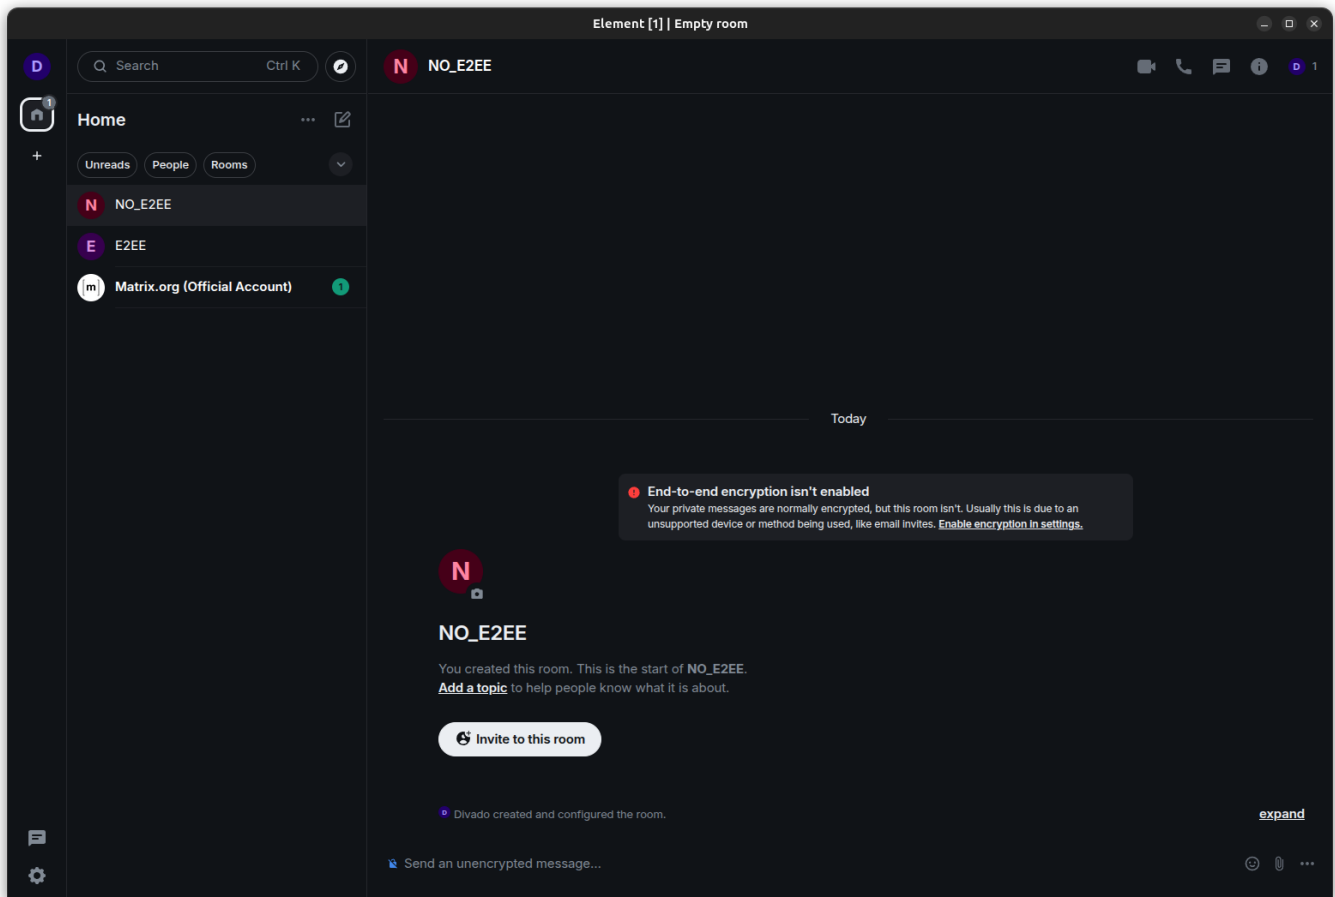 Element [1] | Empty room
D
Search Ctrl K
N NO_E2EE
D 1
1
Home
Unreads People Rooms
N NO_E2EE
E E2EE
[m] Matrix.org (Official Account) 1
Today
End-to-end encryption isn't enabled
Your private messages are normally encrypted, but this room isn't. Usually this is due to an
unsupported device or method being used, like email invites. Enable encryption in settings.
N
NO_E2EE
You created this room. This is the start of NO_E2EE.
Add a topic to help people know what it is about.
Invite to this room
D Divado created and configured the room. expand
Send an unencrypted message...